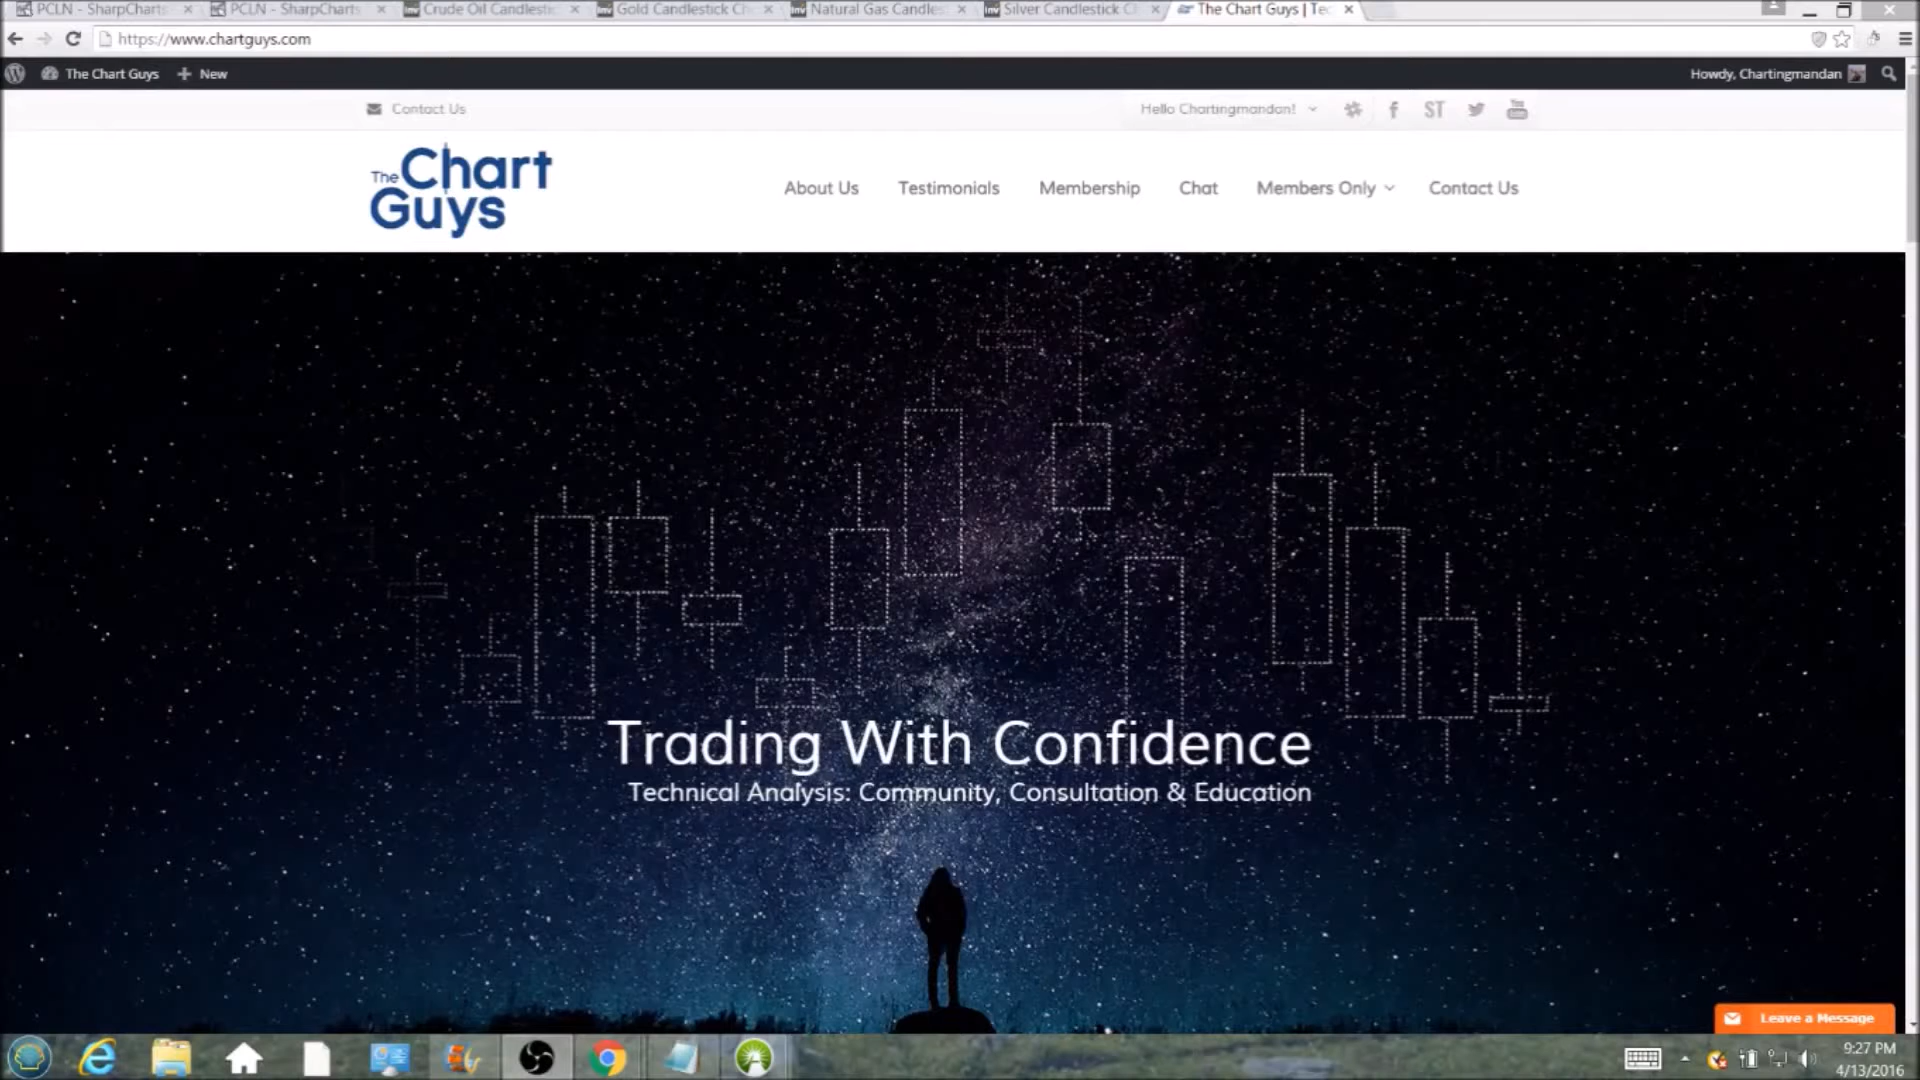 PCLN - SharpCharts
PCLN - SharpCharts
Crude Oil Candlestic
Gold Candlestick Ch
Natural Gas Candles
Silver Candlestick Ch
The Chart Guys | Tec
https://www.chartguys.com
The Chart Guys
New
Howdy, Chartingmandan
Contact Us
Hello Chartingmandan!
ST
The Chart Guys
About Us
Testimonials
Membership
Chat
Members Only
Contact Us
Trading With Confidence
Technical Analysis: Community, Consultation & Education
Leave a Message
9:27 PM
4/13/2016